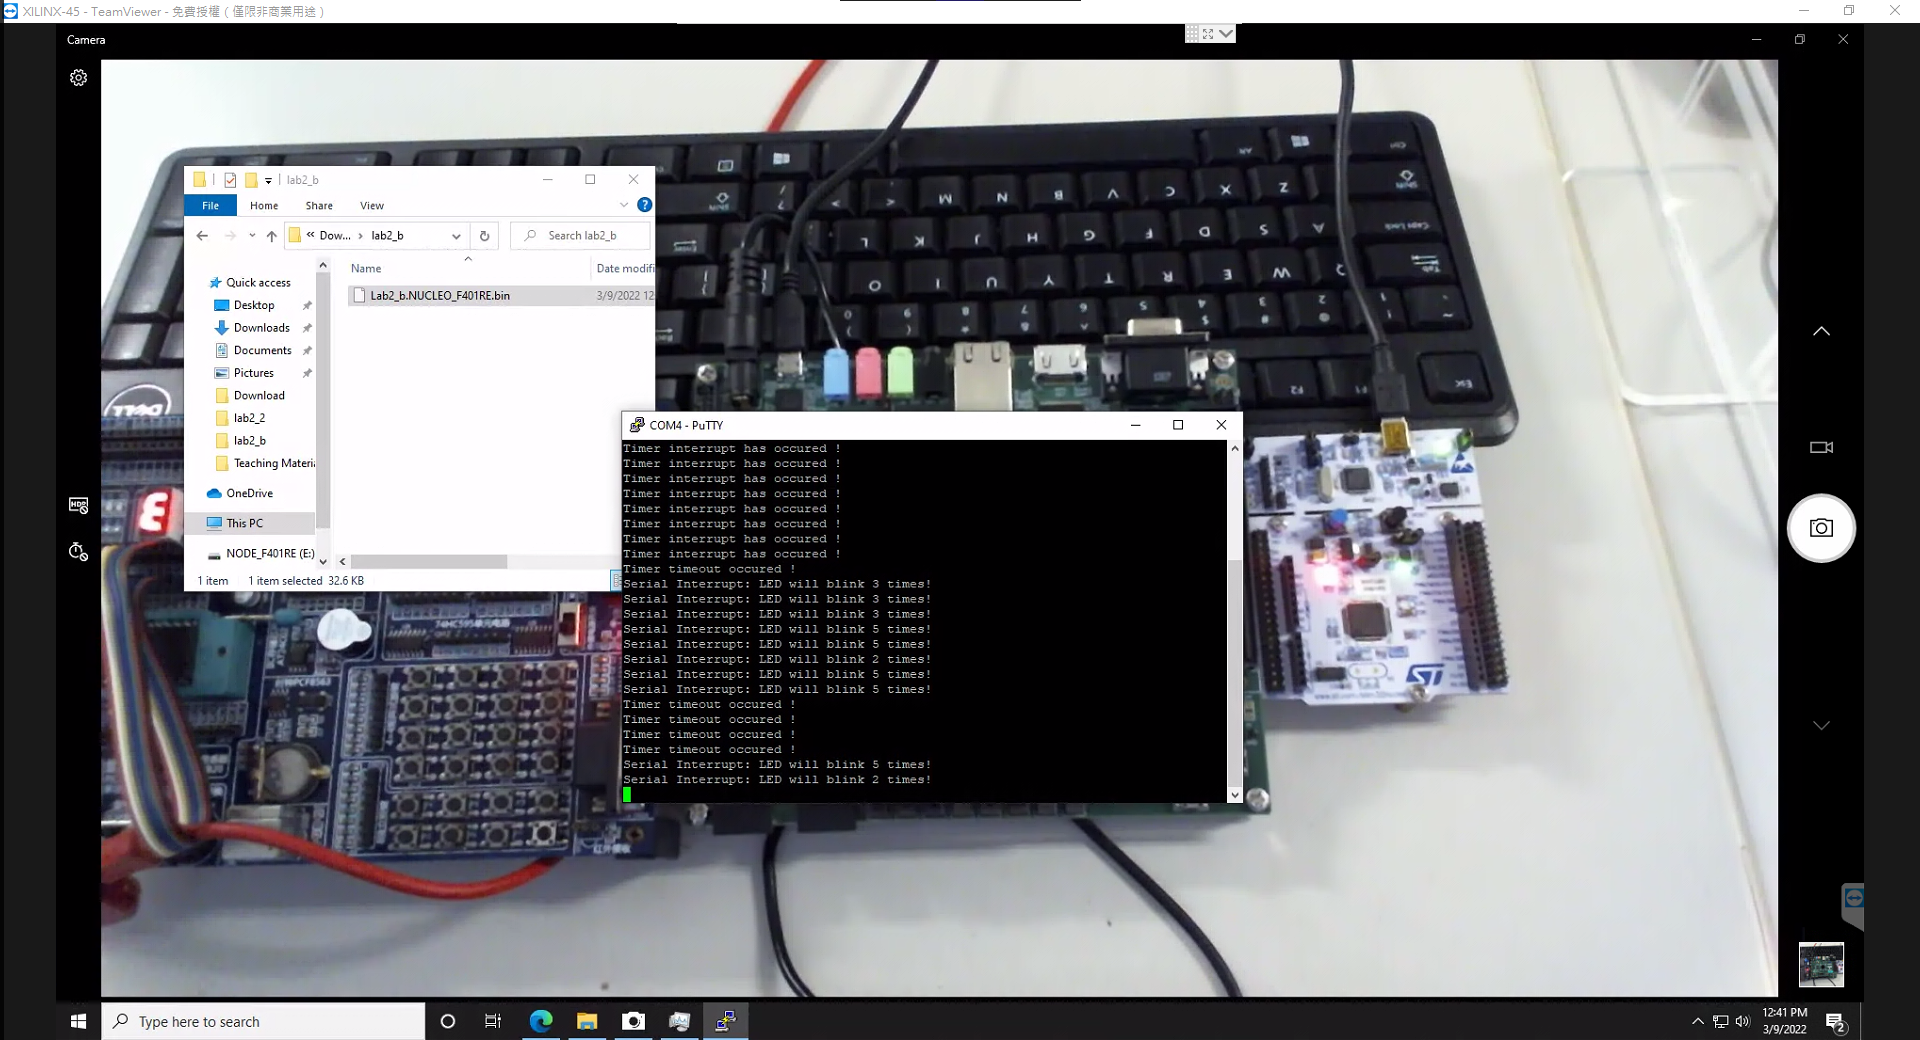 XILINX-45 - TeamViewer - 免費授權（僅限非商業用途）
Camera
lab2_b
File
Home
Share
View
« Dow... › lab2_b
Search lab2_b
Name
Date modifi
Lab2_b.NUCLEO_F401RE.bin
3/9/2022 12
Quick access
Desktop
Downloads
Documents
Pictures
Download
lab2_2
lab2_b
Teaching Materi
OneDrive
This PC
NODE_F401RE (E:)
1 item
1 item selected 32.6 KB
COM4 - PuTTY
Timer interrupt has occured !
Timer interrupt has occured !
Timer interrupt has occured !
Timer interrupt has occured !
Timer interrupt has occured !
Timer interrupt has occured !
Timer interrupt has occured !
Timer interrupt has occured !
Timer timeout occured !
Serial Interrupt: LED will blink 3 times!
Serial Interrupt: LED will blink 3 times!
Serial Interrupt: LED will blink 3 times!
Serial Interrupt: LED will blink 5 times!
Serial Interrupt: LED will blink 5 times!
Serial Interrupt: LED will blink 2 times!
Serial Interrupt: LED will blink 5 times!
Serial Interrupt: LED will blink 5 times!
Timer timeout occured !
Timer timeout occured !
Timer timeout occured !
Timer timeout occured !
Serial Interrupt: LED will blink 5 times!
Serial Interrupt: LED will blink 2 times!
Caps Lock
Tab
Esc
F1
F2
M N B V C X Z
L K J H G F D S A
O I U Y T R E W Q
DELL
ST
Type here to search
12:41 PM
3/9/2022
2